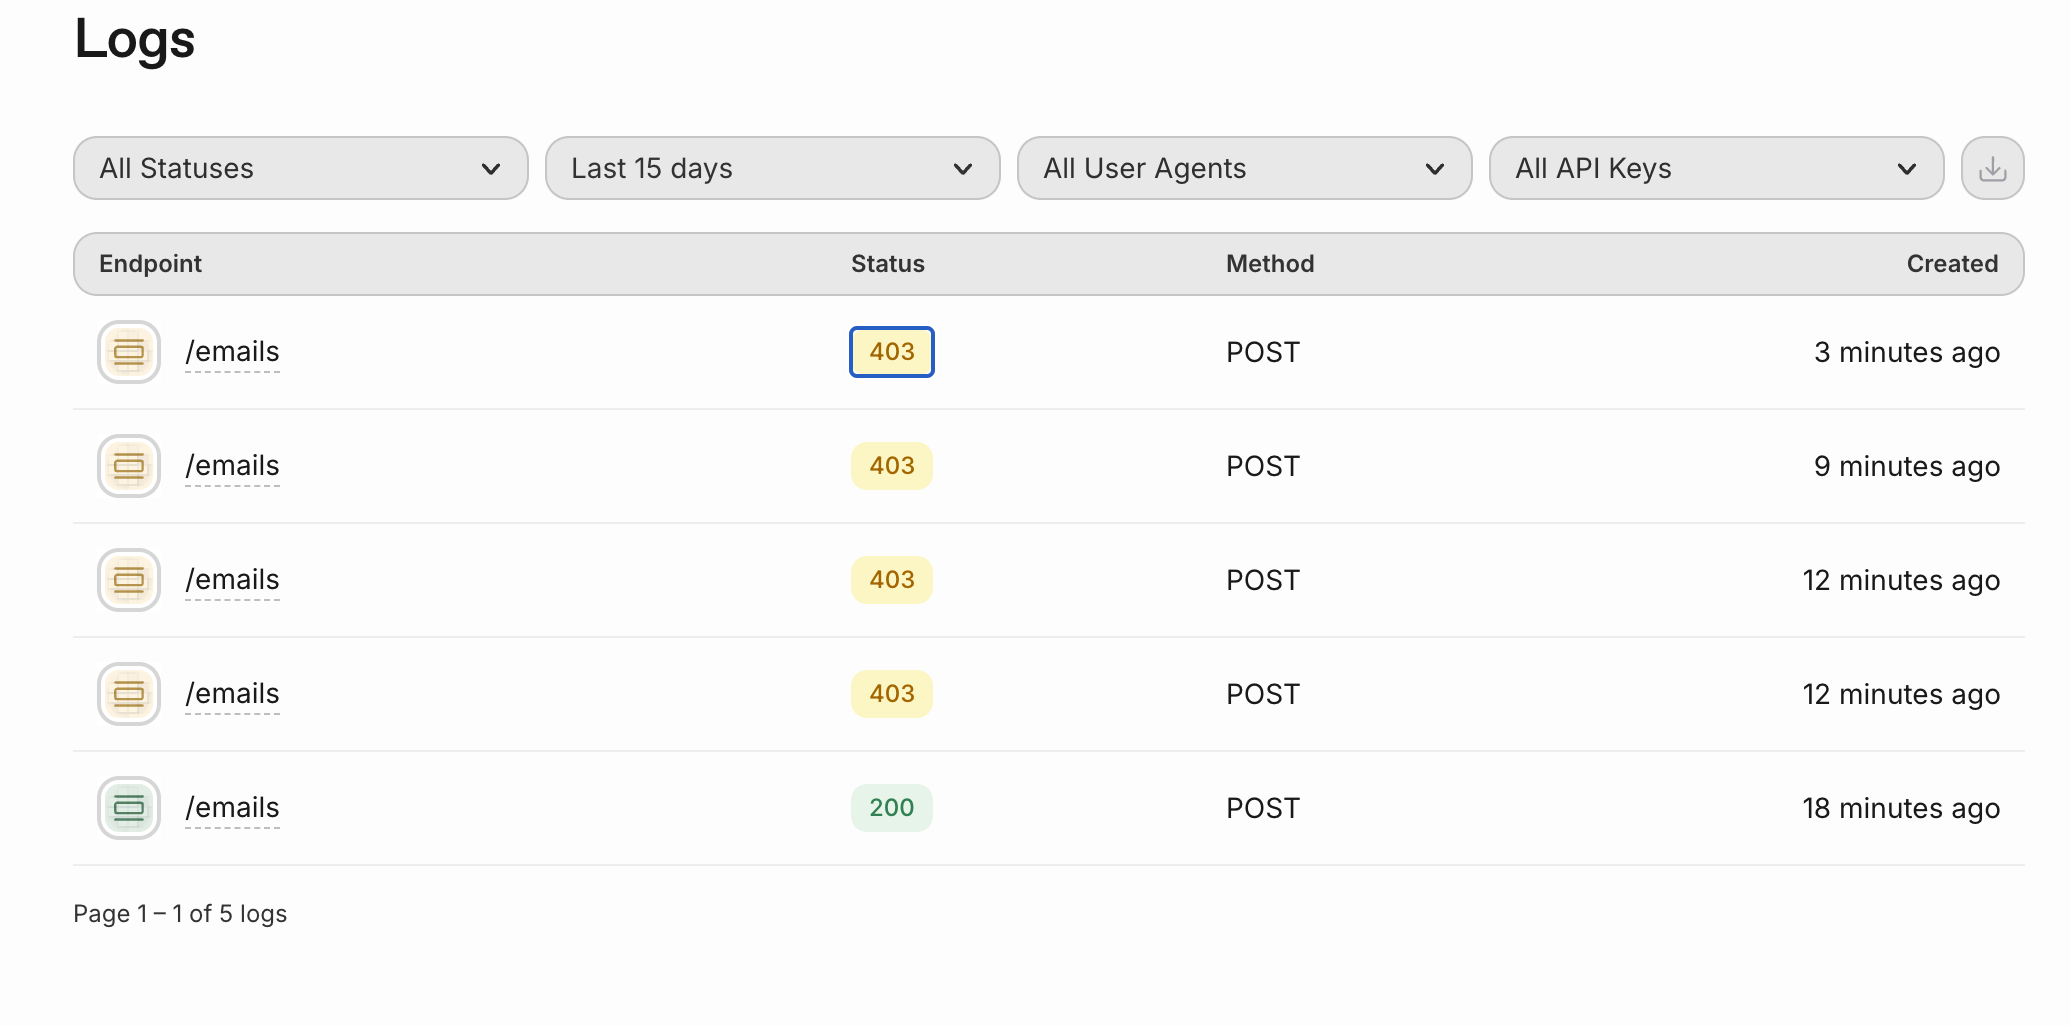 Logs
All Statuses Last 15 days All User Agents All API Keys
Endpoint Status Method Created
/emails 403 POST 3 minutes ago
/emails 403 POST 9 minutes ago
/emails 403 POST 12 minutes ago
/emails 403 POST 12 minutes ago
/emails 200 POST 18 minutes ago
Page 1 – 1 of 5 logs